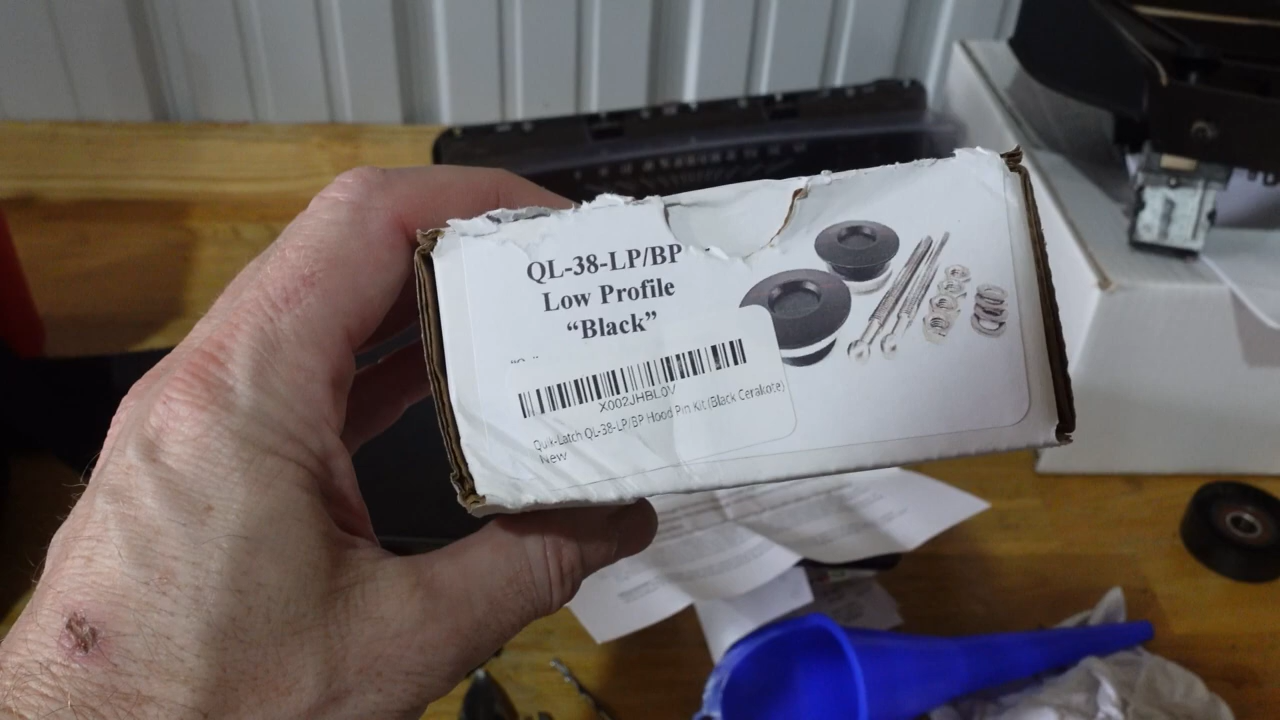 QL-38-LP/BP
Low Profile
“Black”
X002JHBL0V
Quik-Latch QL-38-LP/BP Hood Pin Kit (Black Cerakote)
New